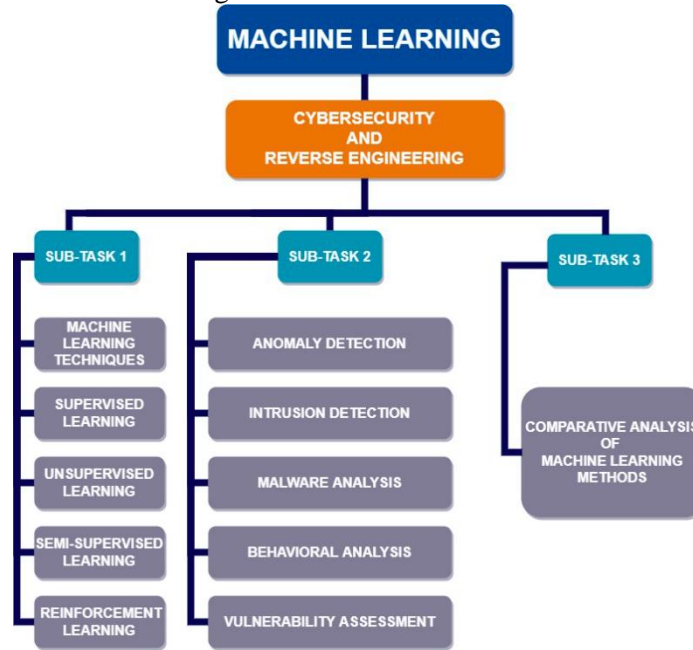 MACHINE LEARNING
CYBERSECURITY
AND
REVERSE ENGINEERING
SUB-TASK 1
MACHINE
LEARNING
TECHNIQUES
SUPERVISED
LEARNING
UNSUPERVISED
LEARNING
SEMI-SUPERVISED
LEARNING
REINFORCEMENT
LEARNING
SUB-TASK 2
ANOMALY DETECTION
INTRUSION DETECTION
MALWARE ANALYSIS
BEHAVIORAL ANALYSIS
VULNERABILITY ASSESSMENT
SUB-TASK 3
COMPARATIVE ANALYSIS
OF
MACHINE LEARNING
METHODS